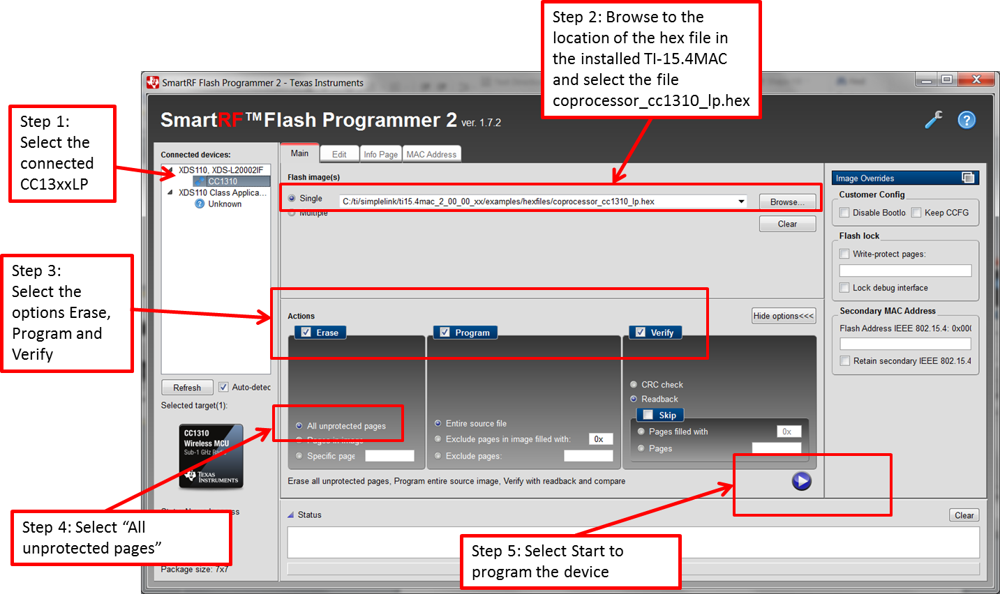 Step 2: Browse to the
location of the hex file in
the installed TI-15.4MAC
and select the file
coprocessor_cc1310_lp.hex
SmartRF Flash Programmer 2 - Texas Instruments
SmartRF™Flash Programmer 2 ver. 1.7.2
Step 1:
Select the
connected
CC13xxLP
Connected devices:
XDS110, XDS-L20002IF
CC1310
XDS110 Class Applica...
Unknown
Main
Edit
Info Page
MAC Address
Flash image(s)
Single
C:/ti/simplelink/ti15.4mac_2_00_00_xx/examples/hexfiles/coprocessor_cc1310_lp.hex
Browse...
Multiple
Clear
Image Overrides
Customer Config
Disable Bootlo
Keep CCFG
Flash lock
Write-protect pages:
Lock debug interface
Secondary MAC Address
Flash Address IEEE 802.15.4: 0x000
Retain secondary IEEE 802.15.4
Step 3:
Select the
options Erase,
Program and
Verify
Actions
Hide options<<<
Erase
Program
Verify
CRC check
Readback
Skip
All unprotected pages
Pages in image
Specific page
Entire source file
Exclude pages in image filled with:
0x
Exclude pages:
Pages filled with
0x
Pages
Erase all unprotected pages, Program entire source image, Verify with readback and compare
Refresh
Auto-detec
Selected target(1):
CC1310
Wireless MCU
Sub-1 GHz Radio
TEXAS
INSTRUMENTS
Step 4: Select “All
unprotected pages”
Package size: 7x7
Status
Clear
Step 5: Select Start to
program the device